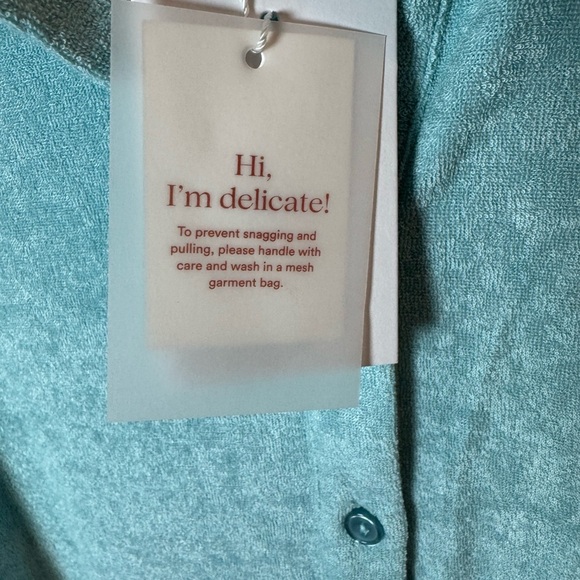 Hi,
I'm delicate!
To prevent snagging and
pulling, please handle with
care and wash in a mesh
garment bag.